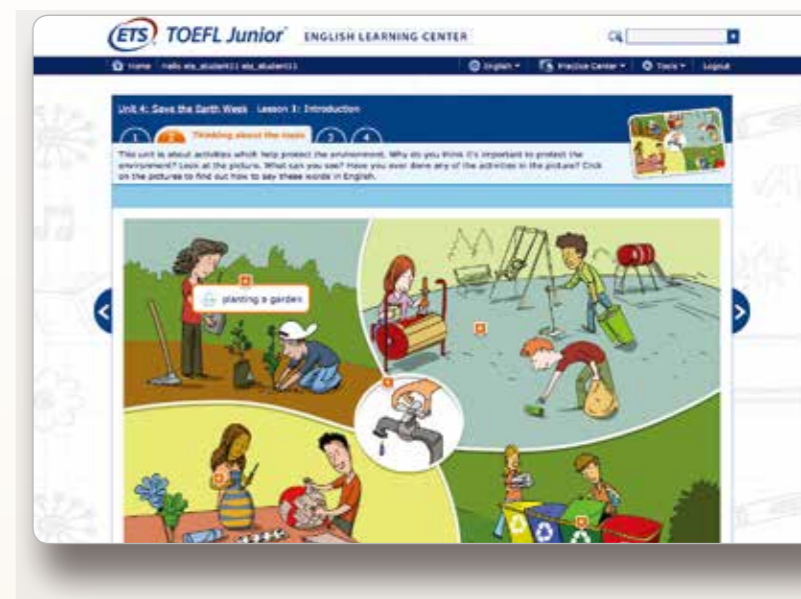 ETS TOEFL Junior ENGLISH LEARNING CENTER
Home Hello ets_student11 ets_student11 English Practice Center Tools Logout
Unit 4: Save the Earth Week Lesson 1: Introduction
1 2 Thinking about the topic 3 4
This unit is about activities which help protect the environment. Why do you think it's important to protect the
environment? Look at the picture. What can you see? Have you ever done any of the activities in the picture? Click
on the pictures to find out how to say these words in English.
planting a garden